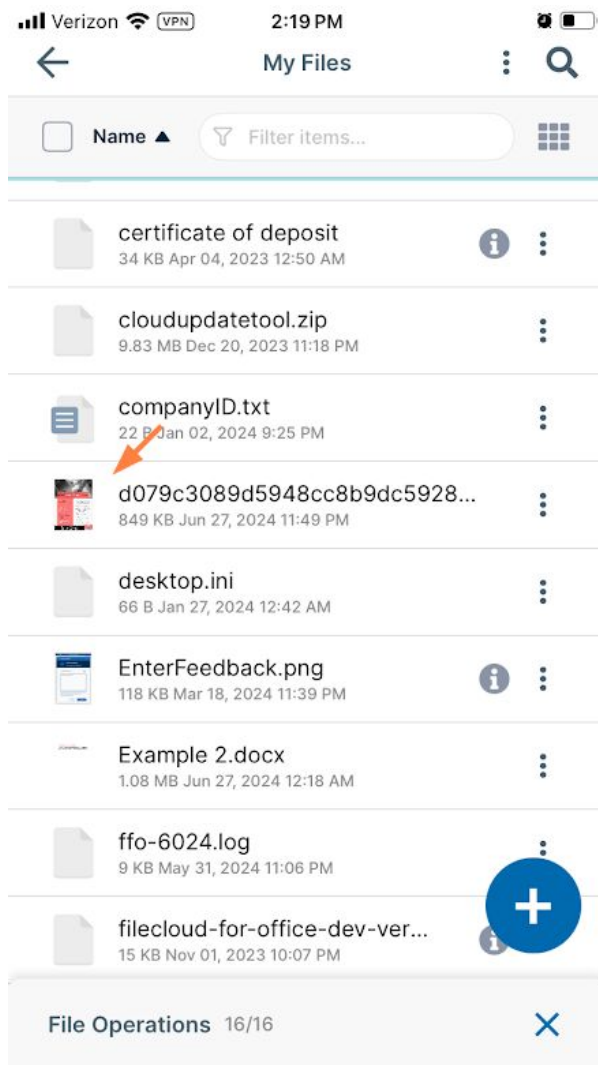 Verizon VPN 2:19 PM
My Files
Name ▲ Filter items...
certificate of deposit
34 KB Apr 04, 2023 12:50 AM
cloudupdatetool.zip
9.83 MB Dec 20, 2023 11:18 PM
companyID.txt
22 B Jan 02, 2024 9:25 PM
d079c3089d5948cc8b9dc5928...
849 KB Jun 27, 2024 11:49 PM
desktop.ini
66 B Jan 27, 2024 12:42 AM
EnterFeedback.png
118 KB Mar 18, 2024 11:39 PM
Example 2.docx
1.08 MB Jun 27, 2024 12:18 AM
ffo-6024.log
9 KB May 31, 2024 11:06 PM
filecloud-for-office-dev-ver...
15 KB Nov 01, 2023 10:07 PM
File Operations 16/16